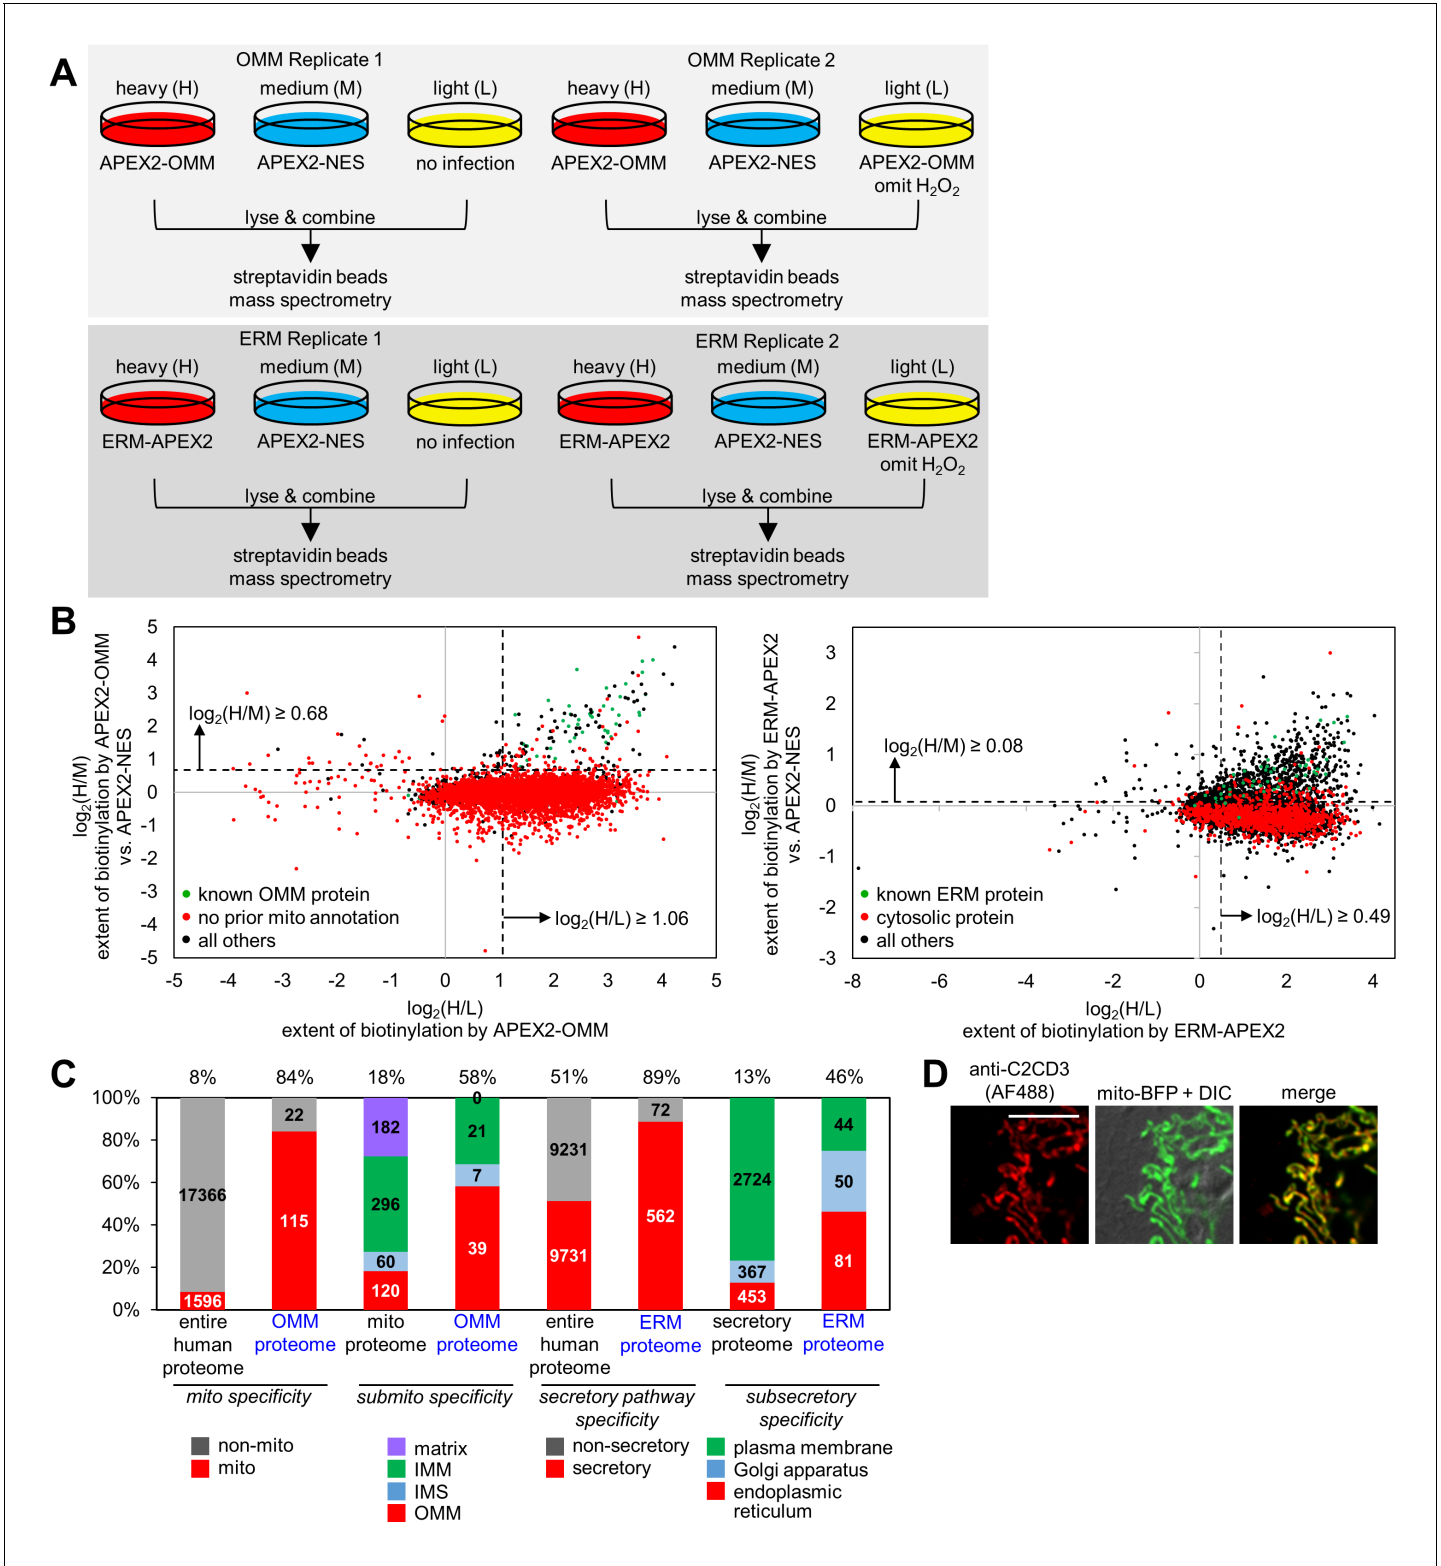 A
OMM Replicate 1
heavy (H) medium (M) light (L)
APEX2-OMM APEX2-NES no infection
lyse & combine
streptavidin beads
mass spectrometry
OMM Replicate 2
heavy (H) medium (M) light (L)
APEX2-OMM APEX2-NES APEX2-OMM
omit H₂O₂
lyse & combine
streptavidin beads
mass spectrometry
ERM Replicate 1
heavy (H) medium (M) light (L)
ERM-APEX2 APEX2-NES no infection
lyse & combine
streptavidin beads
mass spectrometry
ERM Replicate 2
heavy (H) medium (M) light (L)
ERM-APEX2 APEX2-NES ERM-APEX2
omit H₂O₂
lyse & combine
streptavidin beads
mass spectrometry
B
log₂(H/M)
extent of biotinylation by APEX2-OMM
vs. APEX2-NES
5
4
3
2
1
0
-1
-2
-3
-4
-5
log₂(H/M) ≥ 0.68
known OMM protein
no prior mito annotation
all others
log₂(H/L) ≥ 1.06
-5 -4 -3 -2 -1 0 1 2 3 4 5
log₂(H/L)
extent of biotinylation by APEX2-OMM
log₂(H/M)
extent of biotinylation by ERM-APEX2
vs. APEX2-NES
3
2
1
0
-1
-2
-3
log₂(H/M) ≥ 0.08
known ERM protein
cytosolic protein
all others
log₂(H/L) ≥ 0.49
-8 -6 -4 -2 0 2 4
log₂(H/L)
extent of biotinylation by ERM-APEX2
C
8% 84% 18% 58% 51% 89% 13% 46%
100%
80%
60%
40%
20%
0%
17366
1596
22
115
182
296
60
120
0
21
7
39
9231
9731
72
562
2724
367
453
44
50
81
entire
human
proteome
OMM
proteome
mito
proteome
OMM
proteome
entire
human
proteome
ERM
proteome
secretory
proteome
ERM
proteome
mito specificity
submito specificity
secretory pathway
specificity
subsecretory
specificity
non-mito
mito
matrix
IMM
IMS
OMM
non-secretory
secretory
plasma membrane
Golgi apparatus
endoplasmic
reticulum
D
anti-C2CD3
(AF488)
mito-BFP + DIC
merge